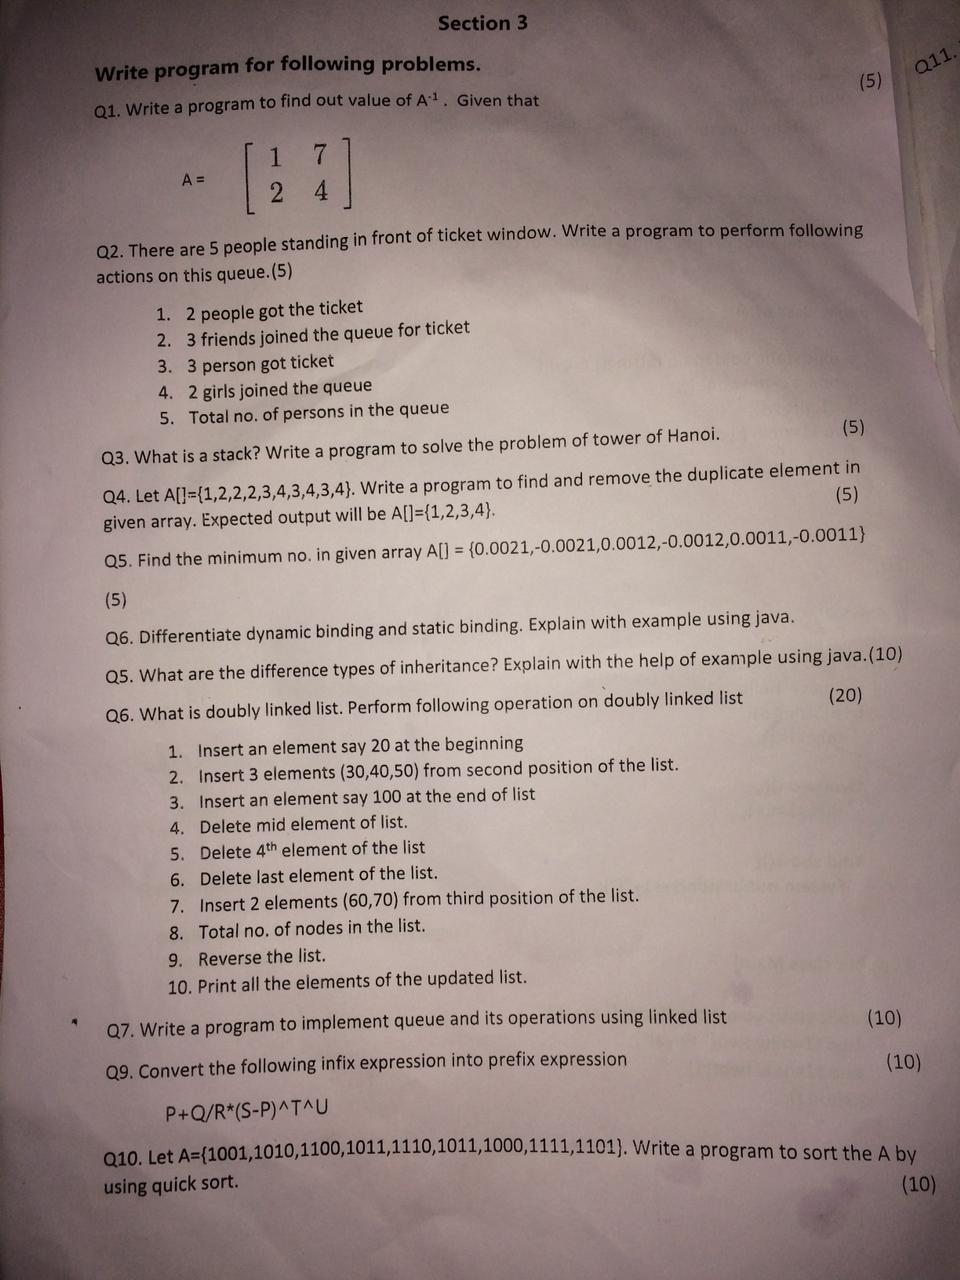 Section 3
Q11.
Write program for following problems.
(5)
Q1. Write a program to find out value of A-1 . Given that
A = [ 1 7
2 4 ]
Q2. There are 5 people standing in front of ticket window. Write a program to perform following
actions on this queue.(5)
1. 2 people got the ticket
2. 3 friends joined the queue for ticket
3. 3 person got ticket
4. 2 girls joined the queue
5. Total no. of persons in the queue
Q3. What is a stack? Write a program to solve the problem of tower of Hanoi. (5)
Q4. Let A[]={1,2,2,2,3,4,3,4,3,4}. Write a program to find and remove the duplicate element in
given array. Expected output will be A[]={1,2,3,4}. (5)
Q5. Find the minimum no. in given array A[] = {0.0021,-0.0021,0.0012,-0.0012,0.0011,-0.0011}
(5)
Q6. Differentiate dynamic binding and static binding. Explain with example using java.
Q5. What are the difference types of inheritance? Explain with the help of example using java.(10)
Q6. What is doubly linked list. Perform following operation on doubly linked list (20)
1. Insert an element say 20 at the beginning
2. Insert 3 elements (30,40,50) from second position of the list.
3. Insert an element say 100 at the end of list
4. Delete mid element of list.
5. Delete 4th element of the list
6. Delete last element of the list.
7. Insert 2 elements (60,70) from third position of the list.
8. Total no. of nodes in the list.
9. Reverse the list.
10. Print all the elements of the updated list.
Q7. Write a program to implement queue and its operations using linked list (10)
Q9. Convert the following infix expression into prefix expression (10)
P+Q/R*(S-P)^T^U
Q10. Let A={1001,1010,1100,1011,1110,1011,1000,1111,1101}. Write a program to sort the A by
using quick sort. (10)